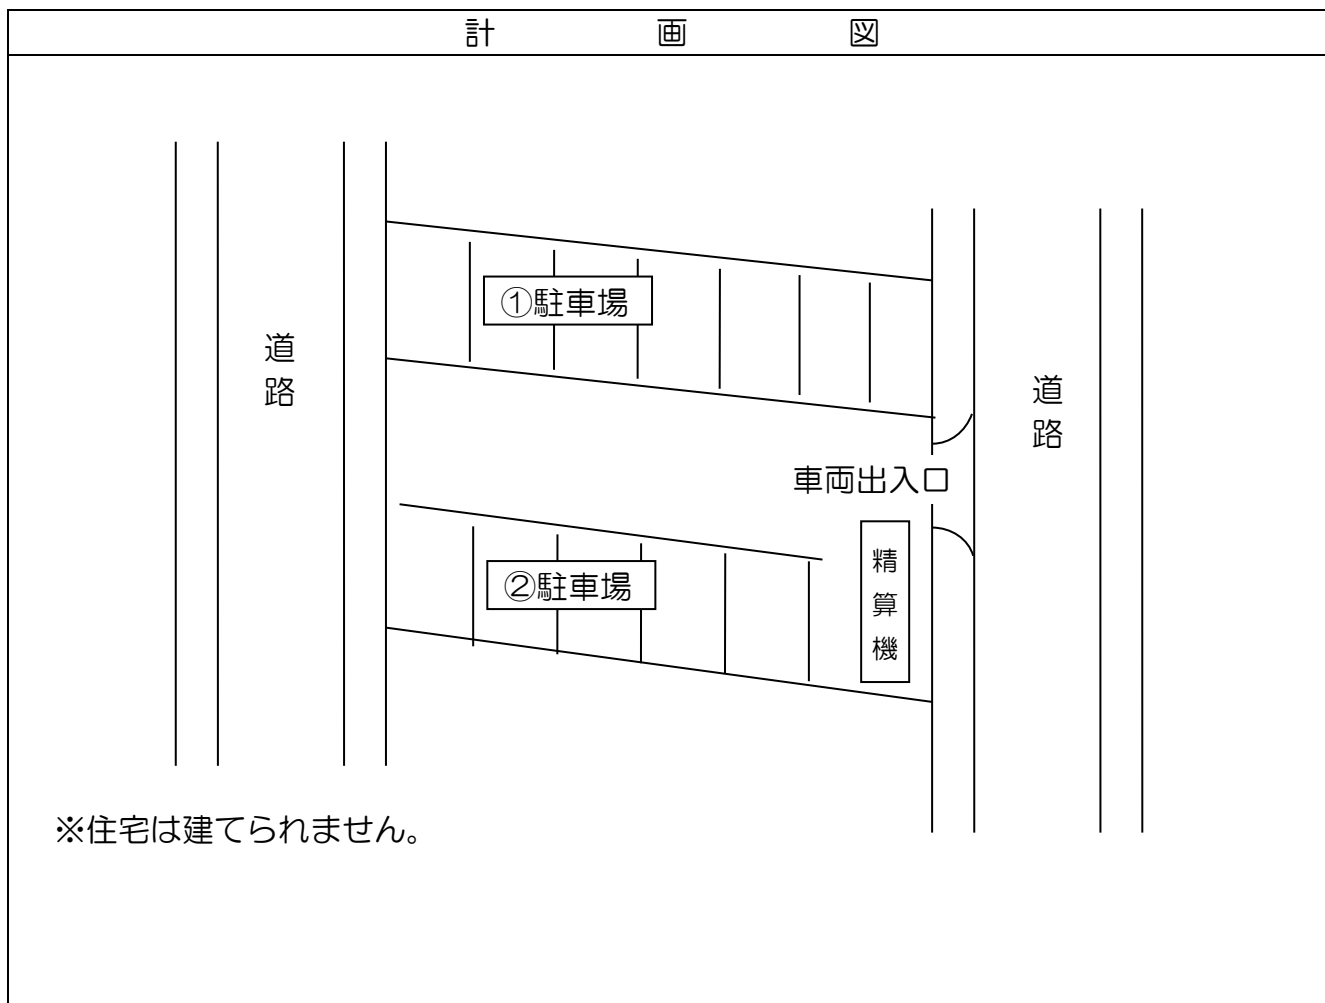 計画図
①駐車場
道路
道路
車両出入口
②駐車場
精算機
※住宅は建てられません。